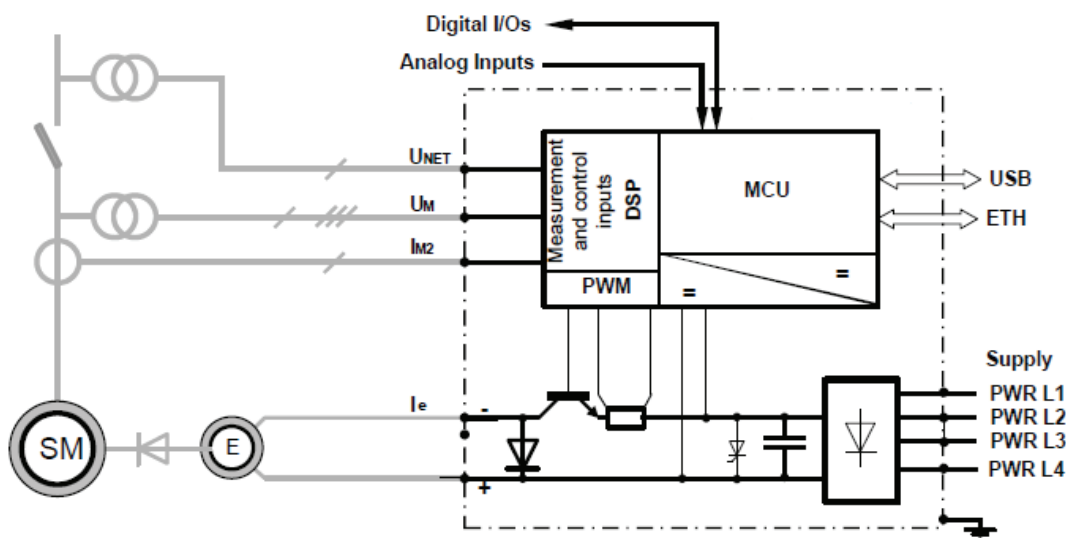 Digital I/Os
Analog Inputs
UNET
UM
IM2
Measurement
and control
inputs
DSP
MCU
PWM
=
=
USB
ETH
Supply
PWR L1
PWR L2
PWR L3
PWR L4
Ie
-
+
SM
E